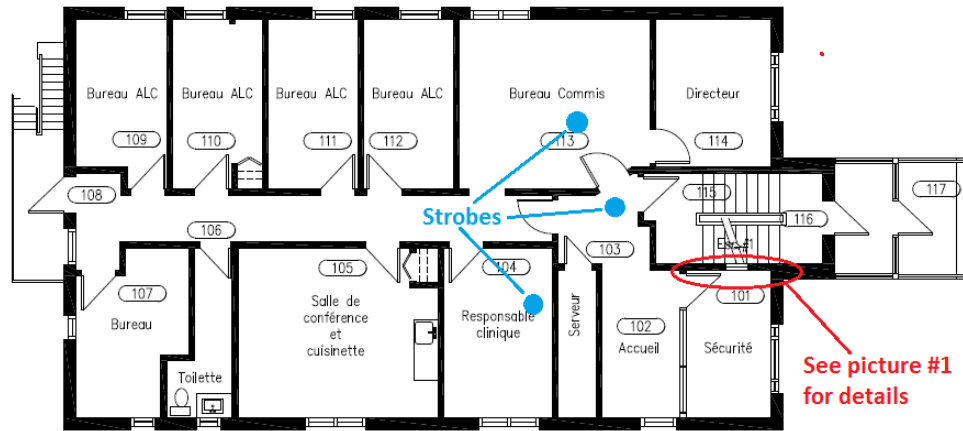 Bureau ALC
Bureau ALC
Bureau ALC
Bureau ALC
Bureau Commis
Directeur
109
110
111
112
113
114
108
115
117
Strobes
116
106
103
Esc #1
105
104
107
101
Salle de
conférence
et
cuisinette
Bureau
Responsable
clinique
Serveur
102
Accueil
Sécurité
Toilette
See picture #1
for details